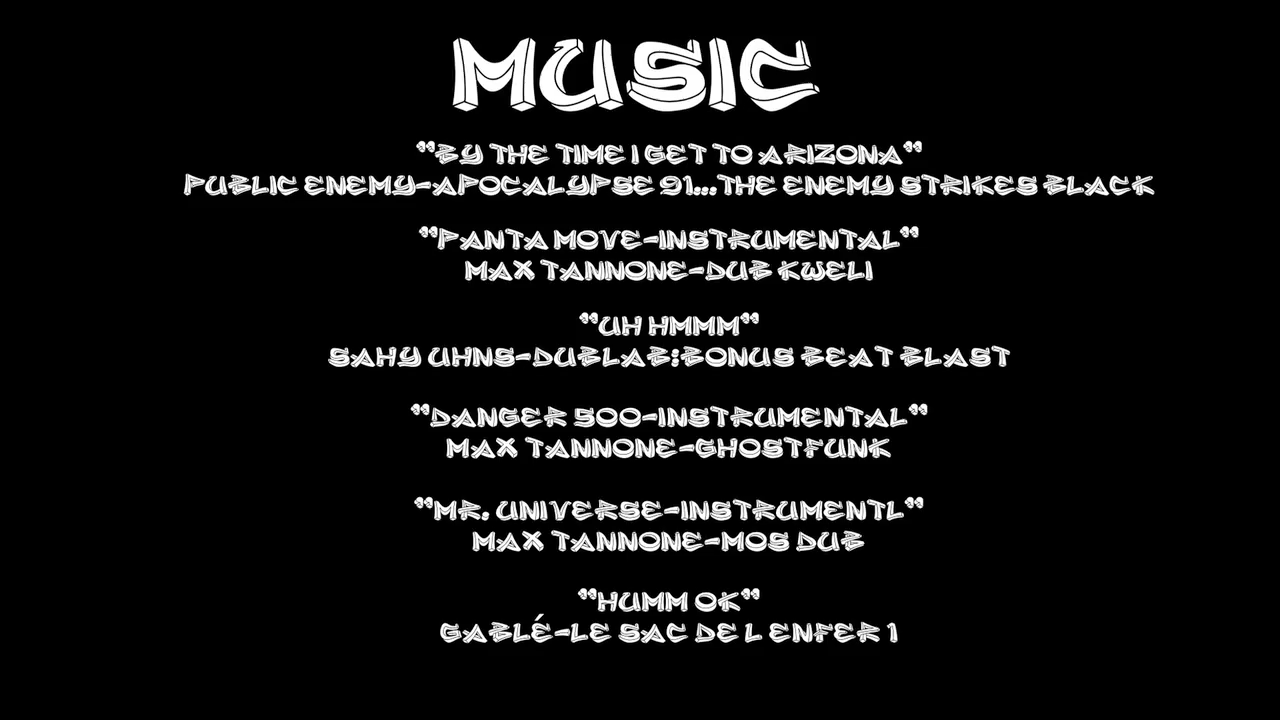 MUSIC
"BY THE TIME I GET TO ARIZONA"
PUBLIC ENEMY-APOCALYPSE 91...THE ENEMY STRIKES BLACK
"PANTA MOVE-INSTRUMENTAL"
MAX TANNONE-DUB KWELI
"UH HMMM"
SAHY UHNS-DUBLAB:BONUS BEAT BLAST
"DANGER 500-INSTRUMENTAL"
MAX TANNONE-GHOSTFUNK
"MR. UNIVERSE-INSTRUMENTL"
MAX TANNONE-MOS DUB
"HUMM OK"
GABLÉ-LE SAC DE L ENFER 1